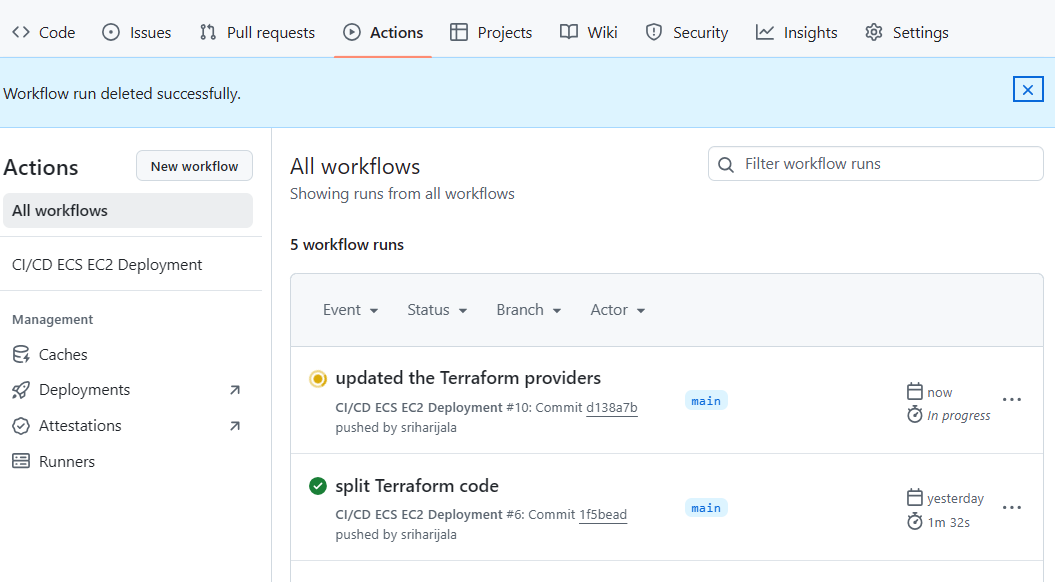 Code Issues Pull requests Actions Projects Wiki Security Insights Settings
Workflow run deleted successfully.
Actions
New workflow
All workflows
CI/CD ECS EC2 Deployment
Management
Caches
Deployments
Attestations
Runners
All workflows
Showing runs from all workflows
Filter workflow runs
5 workflow runs
Event Status Branch Actor
updated the Terraform providers
CI/CD ECS EC2 Deployment #10: Commit d138a7b
pushed by sriharijala
main
now
In progress
split Terraform code
CI/CD ECS EC2 Deployment #6: Commit 1f5bead
pushed by sriharijala
main
yesterday
1m 32s